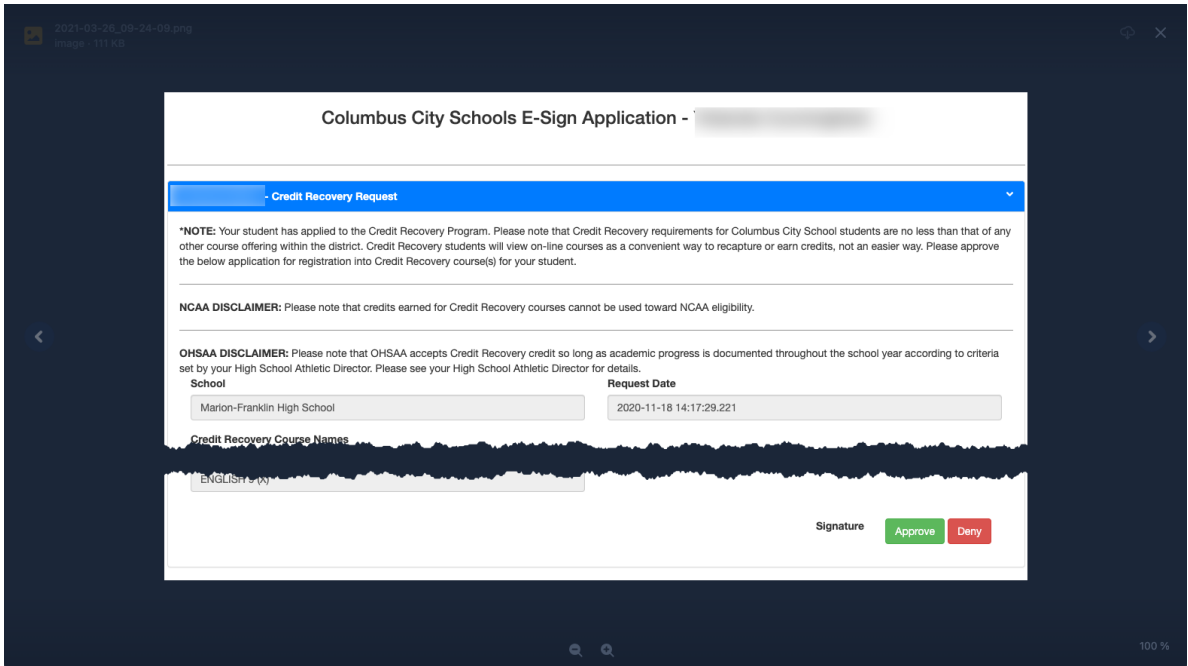 2021-03-26_09-24-09.png
image · 111 KB
Columbus City Schools E-Sign Application -
- Credit Recovery Request
*NOTE: Your student has applied to the Credit Recovery Program. Please note that Credit Recovery requirements for Columbus City School students are no less than that of any
other course offering within the district. Credit Recovery students will view on-line courses as a convenient way to recapture or earn credits, not an easier way. Please approve
the below application for registration into Credit Recovery course(s) for your student.
NCAA DISCLAIMER: Please note that credits earned for Credit Recovery courses cannot be used toward NCAA eligibility.
OHSAA DISCLAIMER: Please note that OHSAA accepts Credit Recovery credit so long as academic progress is documented throughout the school year according to criteria
set by your High School Athletic Director. Please see your High School Athletic Director for details.
School
Request Date
Marion-Franklin High School
2020-11-18 14:17:29.221
Credit Recovery Course Names
ENGLISH 9 (X)
Signature
Approve
Deny
100 %